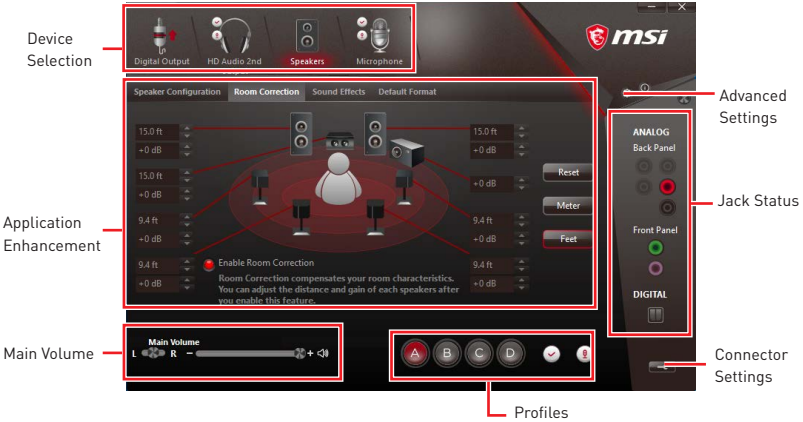 Device
Selection
Digital Output
HD Audio 2nd
output
Speakers
Microphone
msi
Speaker Configuration
Room Correction
Sound Effects
Default Format
Advanced
Settings
15.0 ft
+0 dB
15.0 ft
+0 dB
9.4 ft
+0 dB
9.4 ft
+0 dB
15.0 ft
+0 dB
+0 dB
9.4 ft
+0 dB
9.4 ft
+0 dB
Reset
Meter
Feet
Enable Room Correction
Room Correction compensates your room characteristics.
You can adjust the distance and gain of each speakers after
you enable this feature.
Application
Enhancement
ANALOG
Back Panel
Front Panel
DIGITAL
Jack Status
Main Volume
Main Volume
L R - +
A B C D
Profiles
Connector
Settings